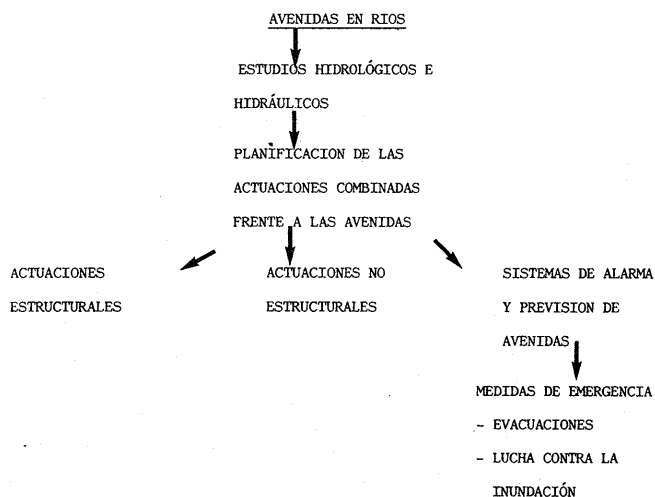 AVENIDAS EN RIOS
ESTUDIOS HIDROLÓGICOS E
HIDRÁULICOS
PLANIFICACION DE LAS
ACTUACIONES COMBINADAS
FRENTE A LAS AVENIDAS
ACTUACIONES
ESTRUCTURALES
ACTUACIONES NO
ESTRUCTURALES
SISTEMAS DE ALARMA
Y PREVISION DE
AVENIDAS
MEDIDAS DE EMERGENCIA
- EVACUACIONES
- LUCHA CONTRA LA
INUNDACIÓN